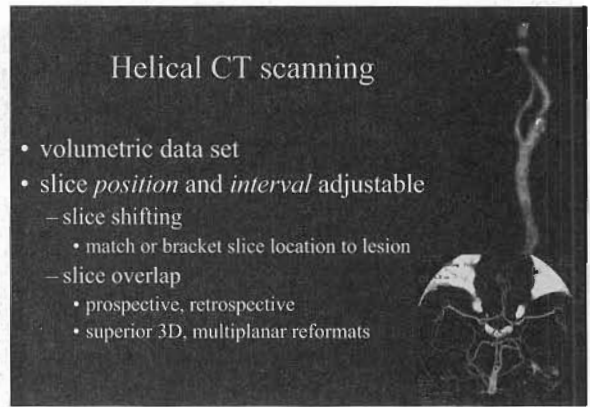 Helical CT scanning
• volumetric data set
• slice position and interval adjustable
– slice shifting
• match or bracket slice location to lesion
– slice overlap
• prospective, retrospective
• superior 3D, multiplanar reformats